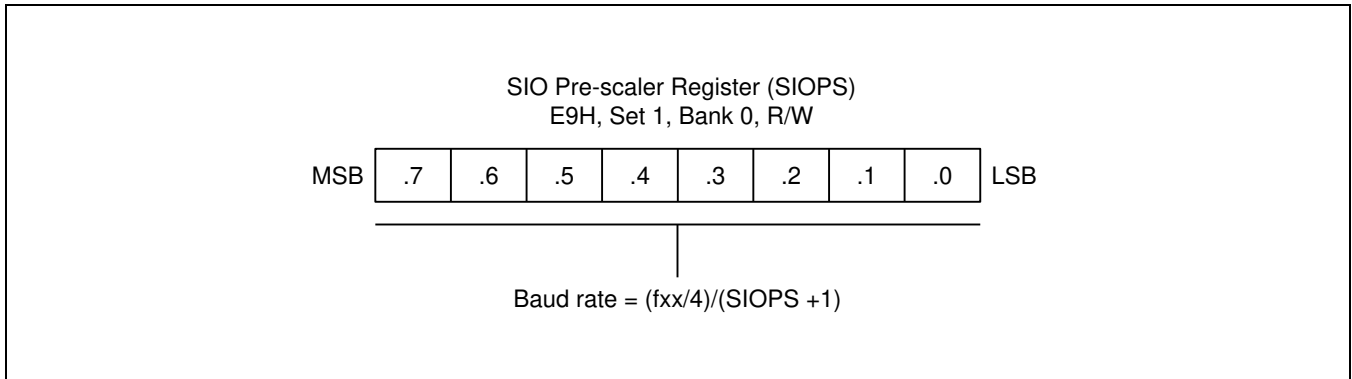 SIO Pre-scaler Register (SIOPS)
E9H, Set 1, Bank 0, R/W
MSB .7 .6 .5 .4 .3 .2 .1 .0 LSB
Baud rate = (fxx/4)/(SIOPS +1)